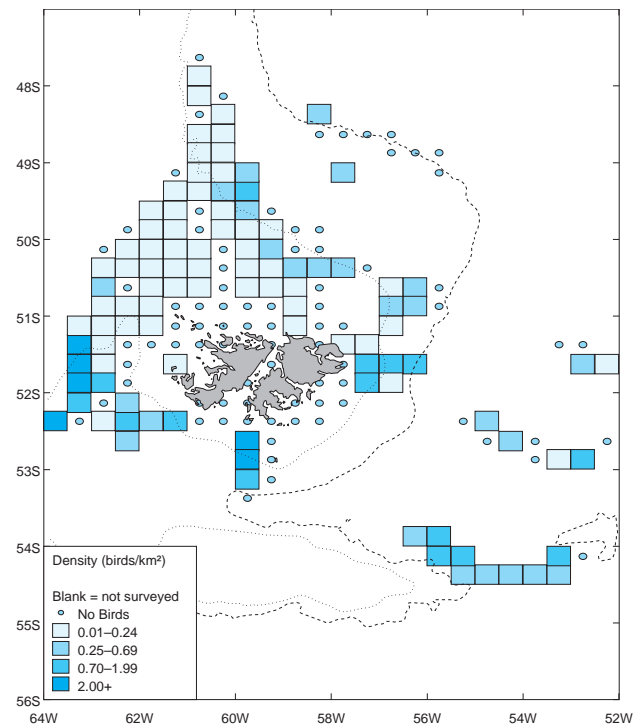 48S
49S
50S
51S
52S
53S
54S
55S
56S
Density (birds/km²)
Blank = not surveyed
No Birds
0.01–0.24
0.25–0.69
0.70–1.99
2.00+
64W
62W
60W
58W
56W
54W
52W